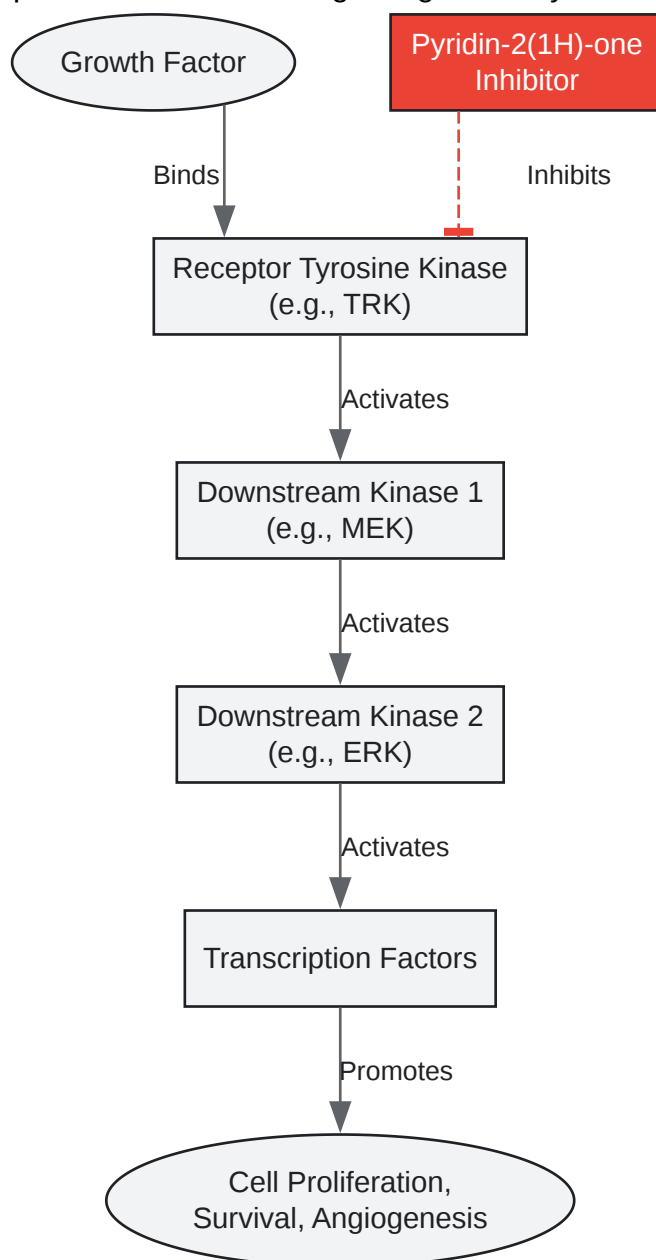 Growth Factor
Pyridin-2(1H)-one
Inhibitor
Binds
Inhibits
Receptor Tyrosine Kinase
(e.g., TRK)
Activates
Downstream Kinase 1
(e.g., MEK)
Activates
Downstream Kinase 2
(e.g., ERK)
Activates
Transcription Factors
Promotes
Cell Proliferation,
Survival, Angiogenesis